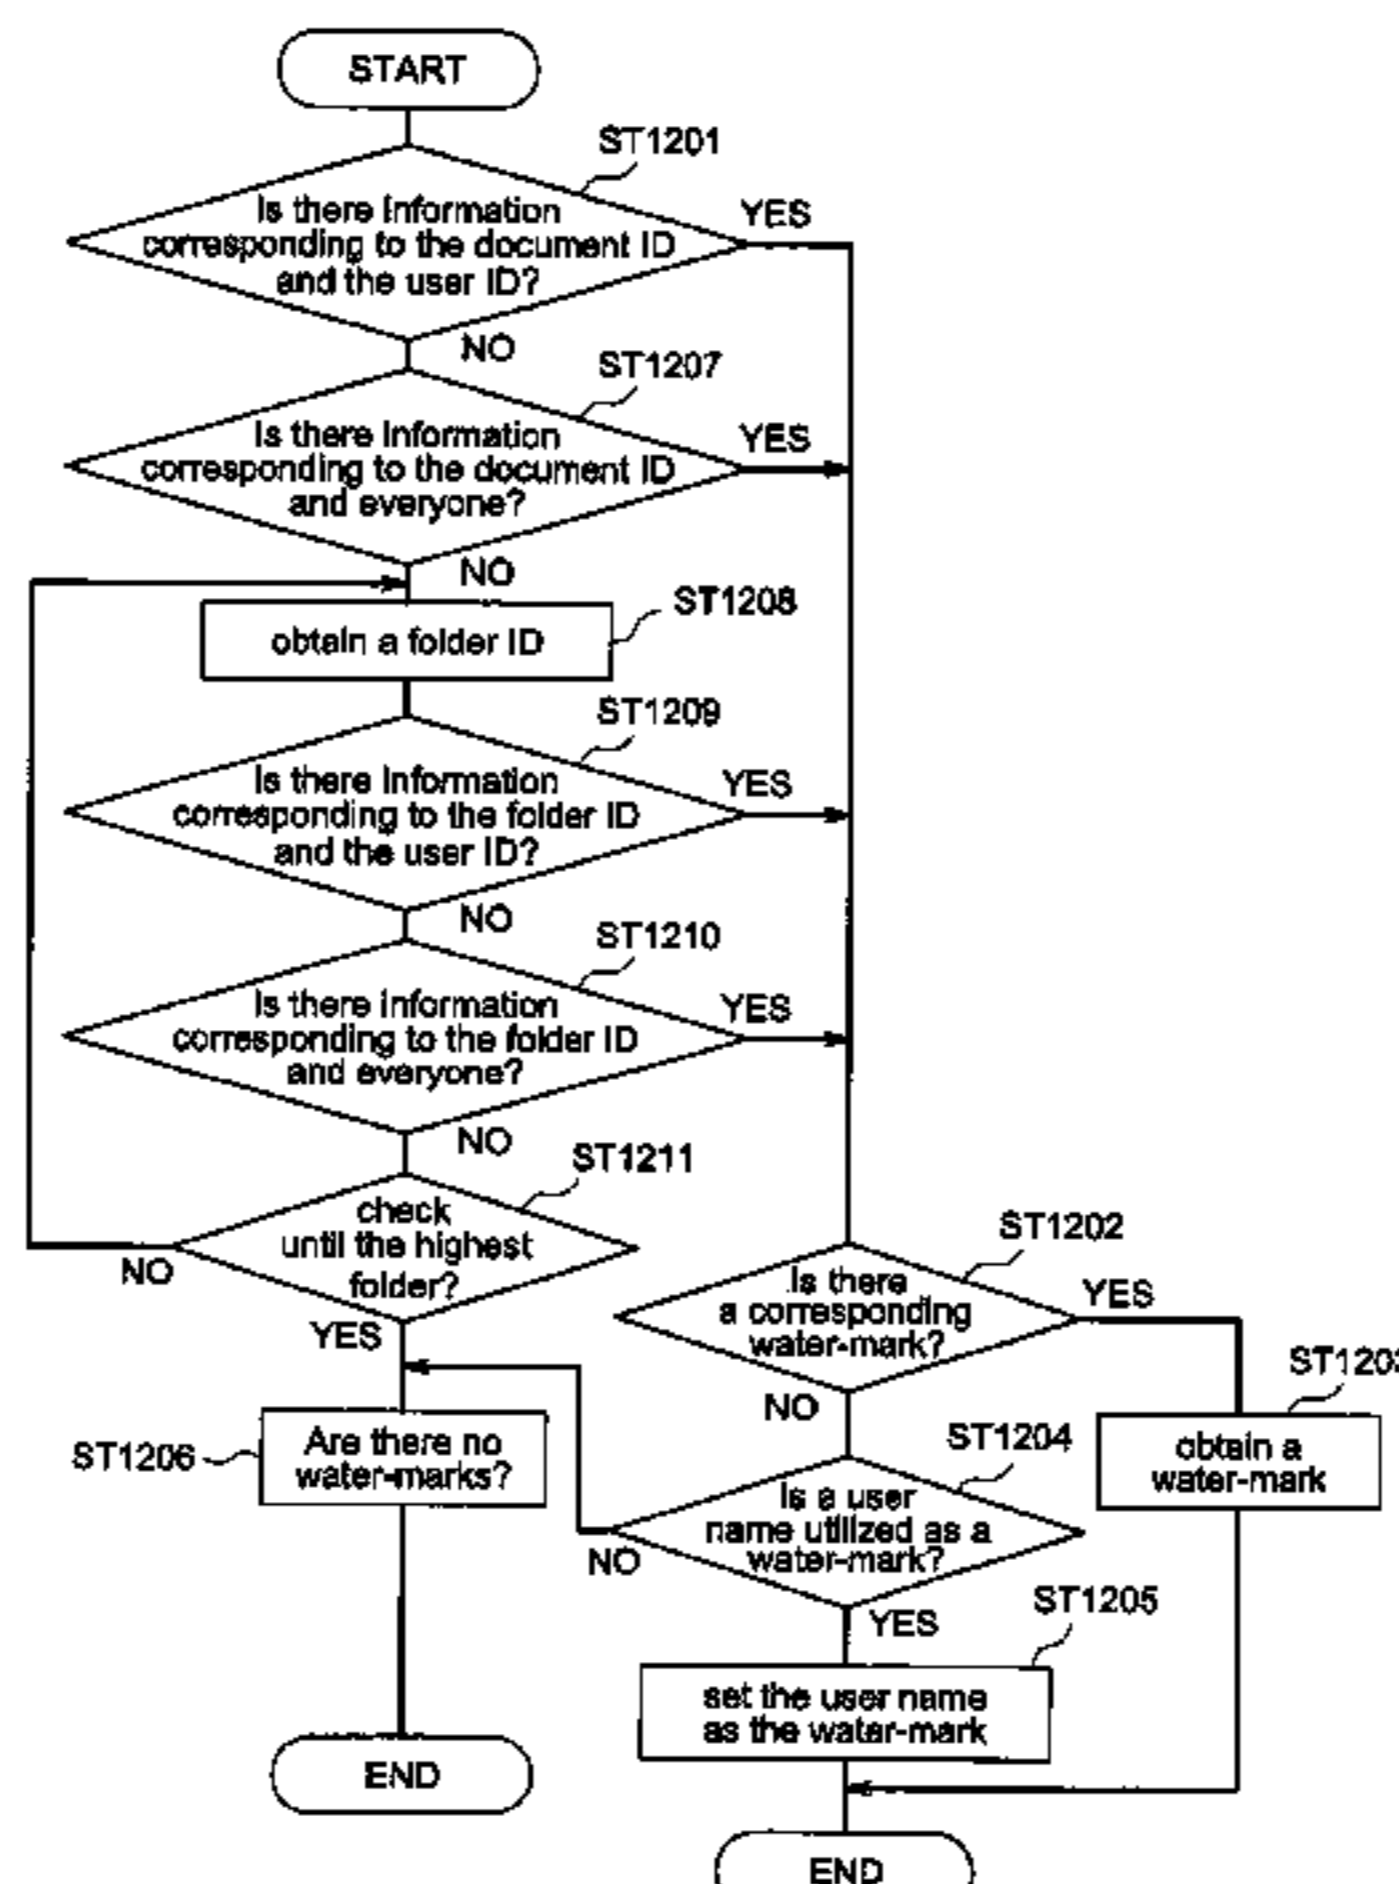 START
ST1201
Is there Information
corresponding to the document ID
and the user ID?
YES
NO
ST1207
Is there Information
corresponding to the document ID
and everyone?
YES
NO
ST1208
obtain a folder ID
ST1209
Is there Information
corresponding to the folder ID
and the user ID?
YES
NO
ST1210
Is there Information
corresponding to the folder ID
and everyone?
YES
NO
ST1211
check
until the highest
folder?
NO
YES
ST1202
Is there
a corresponding
water-mark?
YES
NO
ST1203
obtain a
water-mark
ST1206
Are there no
water-marks?
ST1204
Is a user
name utilized as a
water-mark?
NO
YES
ST1205
set the user name
as the water-mark
END
END